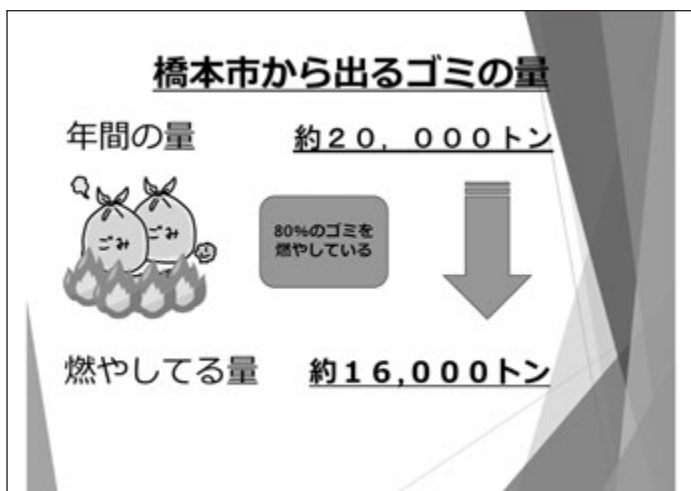 橋本市から出るゴミの量
年間の量
約20，000トン
ごみ
ごみ
80%のゴミを
燃やしている
燃やしてる量
約16,000トン